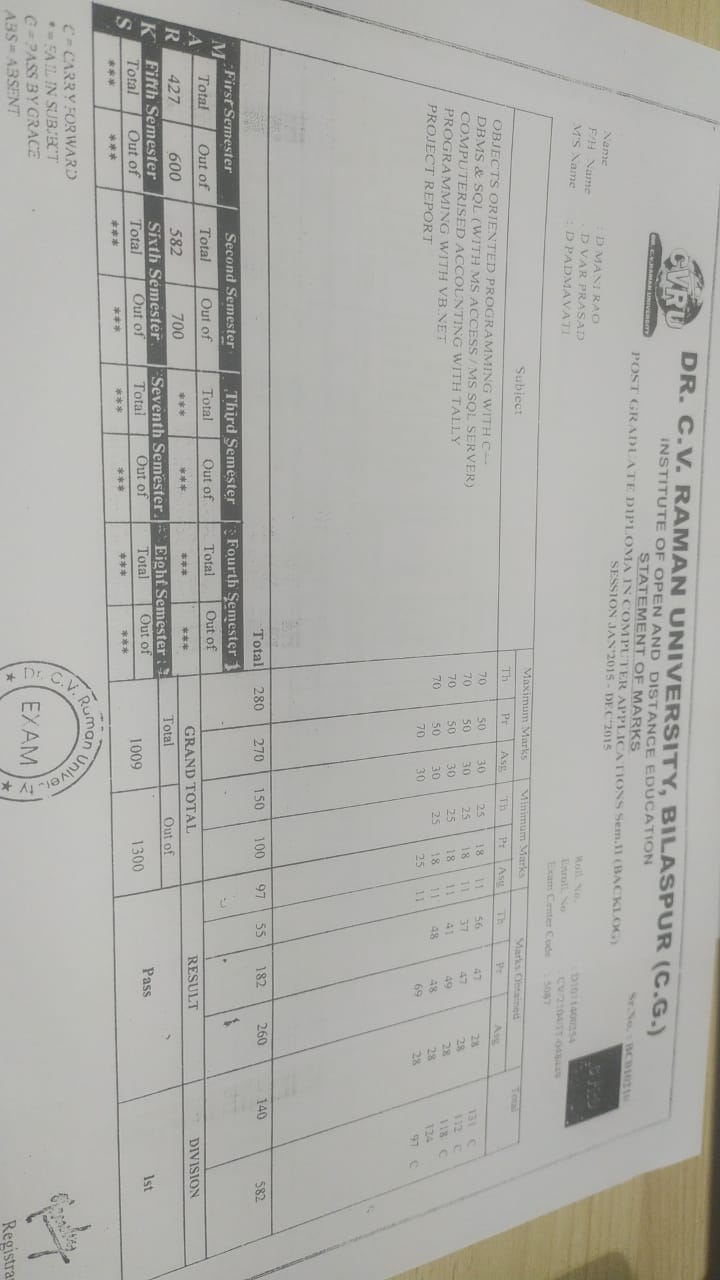 CVRU
DR. C.V.RAMAN UNIVERSITY
DR. C.V. RAMAN UNIVERSITY, BILASPUR (C.G.)
INSTITUTE OF OPEN AND DISTANCE EDUCATION
STATEMENT OF MARKS
POST GRADUATE DIPLOMA IN COMPUTER APPLICATIONS Sem.II (BACKLOG)
SESSION JAN'2015 - DEC'2015
Sr.No. :
Name : D MANI RAO
F/H Name : D VAR PRASAD
M'S Name : D PADMAVATI
Roll. No. : D1011400254
Enroll. No
Exam Center Code : 5087
Subject Maximum Marks Minimum Marks Marks Obtained Total
Th Pr Asg Th Pr Asg Th Pr Asg
OBJECTS ORIENTED PROGRAMMING WITH C-- 70 50 30 25 18 11 56 47 28 131 C
DBMS & SQL (WITH MS ACCESS / MS SQL SERVER) 70 50 30 25 18 11 37 47 28 112 C
COMPUTERISED ACCOUNTING WITH TALLY 70 50 30 25 18 11 41 49 28 118 C
PROGRAMMING WITH VB.NET 70 50 30 25 18 11 48 48 28 124
PROJECT REPORT 70 30 25 11 69 28 97 C
Total 280 270 150 100 97 55 182 260 140 582
MARKS
First Semester Second Semester Third Semester Fourth Semester GRAND TOTAL RESULT DIVISION
Total Out of Total Out of Total Out of Total Out of
427 600 582 700 *** *** *** ***
Fifth Semester Sixth Semester Seventh Semester Eight Semester Total Out of
Total Out of Total Out of Total Out of Total Out of 1009 1300 Pass 1st
*** *** *** *** *** *** *** ***
C = CARRY FORWARD
* = FAIL IN SUBJECT
G = PASS BY GRACE
ABS = ABSENT
Dr. C.V. Raman
EXAM
Registra